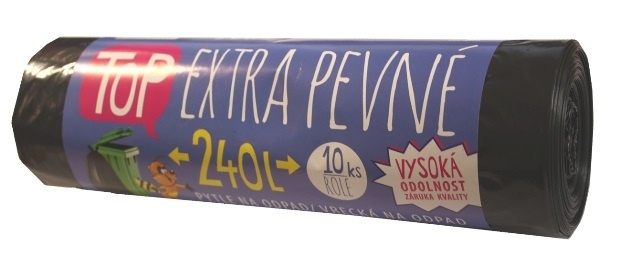 TOP
EXTRA PEVNÉ
240L
10 ks
ROLE
VYSOKÁ
ODOLNOST
ZÁRUKA KVALITY
PYTLE NA ODPAD/VRECKÁ NA ODPAD